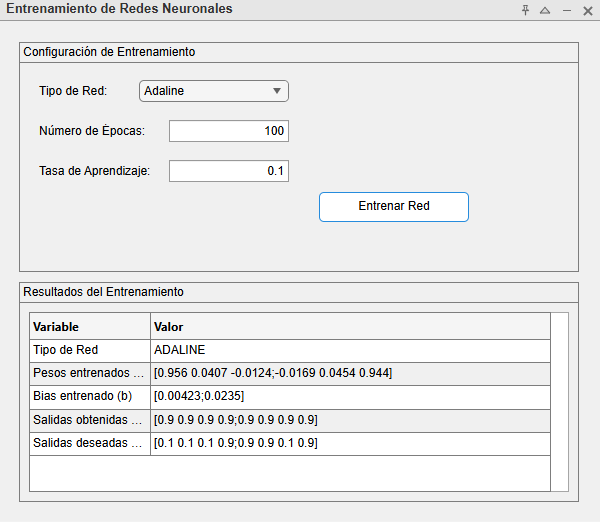 Entrenamiento de Redes Neuronales
Configuración de Entrenamiento
Tipo de Red: Adaline
Número de Épocas: 100
Tasa de Aprendizaje: 0.1
Entrenar Red
Resultados del Entrenamiento
Variable Valor
Tipo de Red ADALINE
Pesos entrenados ... [0.956 0.0407 -0.0124;-0.0169 0.0454 0.944]
Bias entrenado (b) [0.00423;0.0235]
Salidas obtenidas ... [0.9 0.9 0.9 0.9;0.9 0.9 0.9 0.9]
Salidas deseadas ... [0.1 0.1 0.1 0.9;0.9 0.9 0.1 0.9]